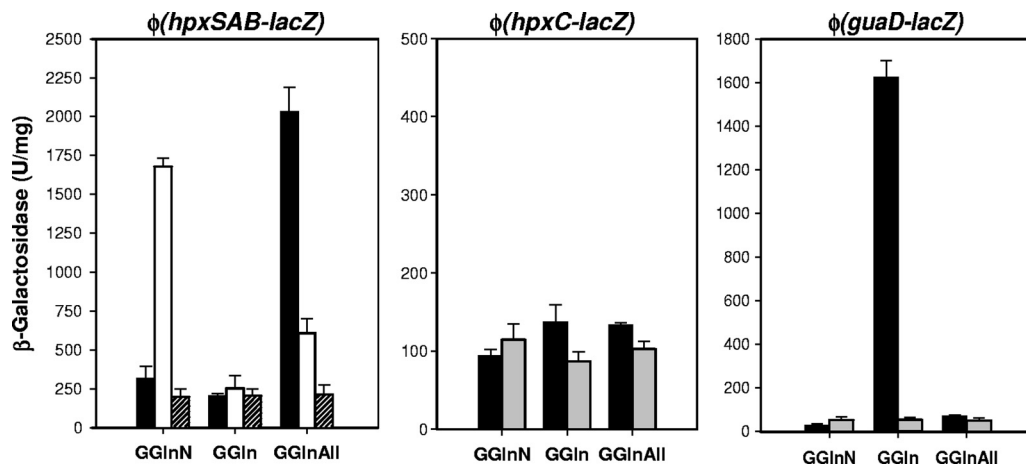 ϕ(hpxSAB-lacZ)
ϕ(hpxC-lacZ)
ϕ(guaD-lacZ)
β-Galactosidase (U/mg)
2500
2250
2000
1750
1500
1250
1000
750
500
250
0
GGlnN
GGln
GGlnAll
500
400
300
200
100
0
GGlnN
GGln
GGlnAll
1800
1600
1400
1200
1000
800
600
400
200
0
GGlnN
GGln
GGlnAll